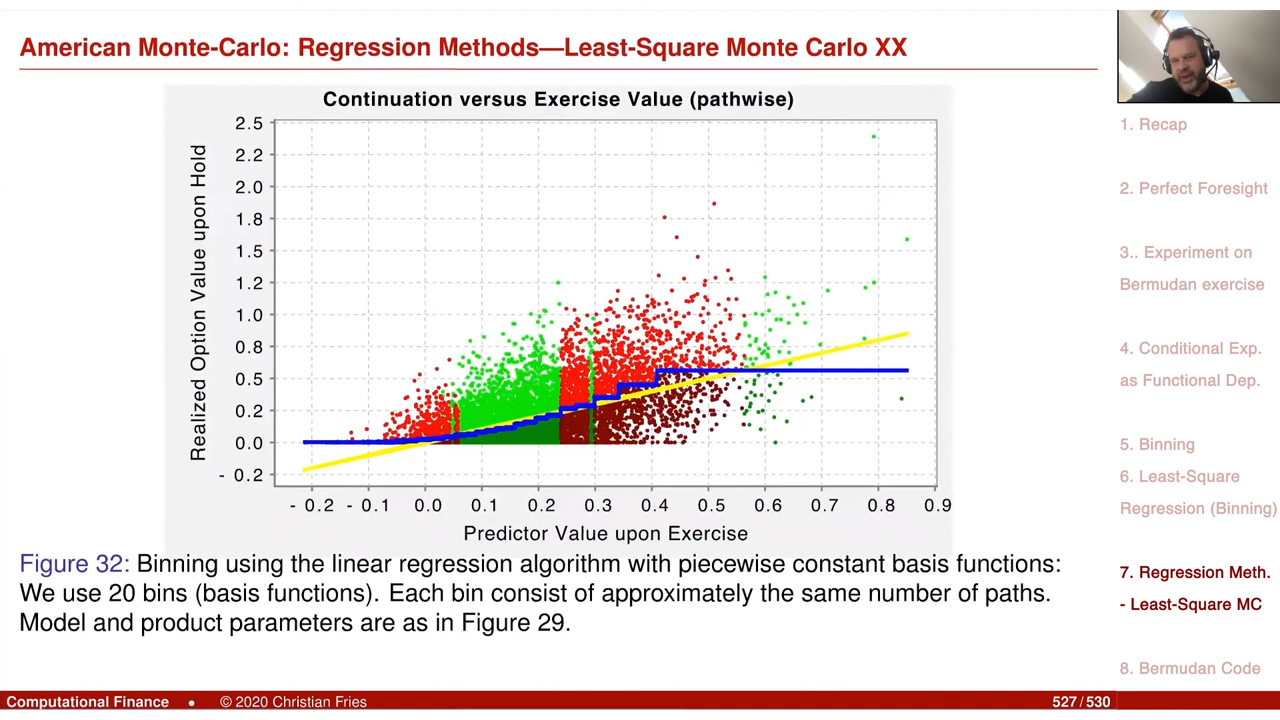 American Monte-Carlo: Regression Methods—Least-Square Monte Carlo XX
Continuation versus Exercise Value (pathwise)
Realized Option Value upon Hold
2.5
2.2
2.0
1.8
1.5
1.2
1.0
0.8
0.5
0.2
0.0
- 0.2
- 0.2 - 0.1 0.0 0.1 0.2 0.3 0.4 0.5 0.6 0.7 0.8 0.9
Predictor Value upon Exercise
Figure 32: Binning using the linear regression algorithm with piecewise constant basis functions:
We use 20 bins (basis functions). Each bin consist of approximately the same number of paths.
Model and product parameters are as in Figure 29.
1. Recap
2. Perfect Foresight
3.. Experiment on
Bermudan exercise
4. Conditional Exp.
as Functional Dep.
5. Binning
6. Least-Square
Regression (Binning)
7. Regression Meth.
- Least-Square MC
8. Bermudan Code
Computational Finance • © 2020 Christian Fries 527 / 530